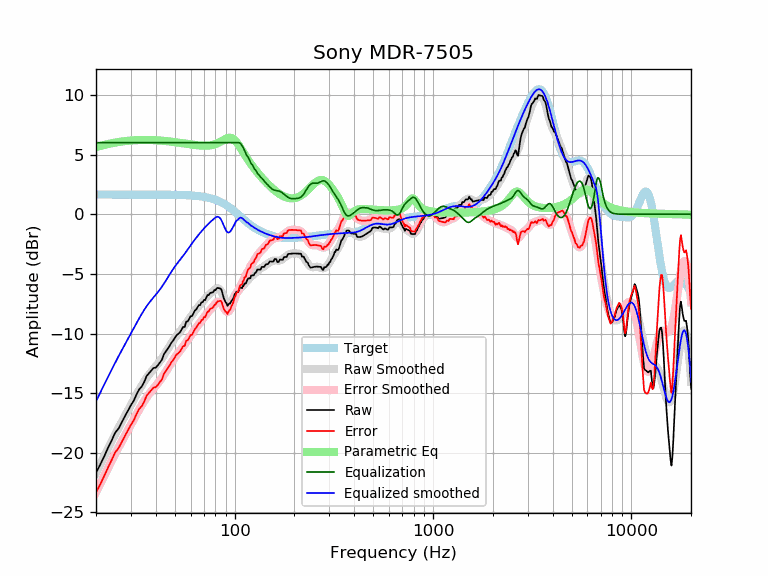 Sony MDR-7505
10
5
0
−5
−10
−15
−20
−25
Amplitude (dBr)
Target
Raw Smoothed
Error Smoothed
Raw
Error
Parametric Eq
Equalization
Equalized smoothed
100
1000
10000
Frequency (Hz)